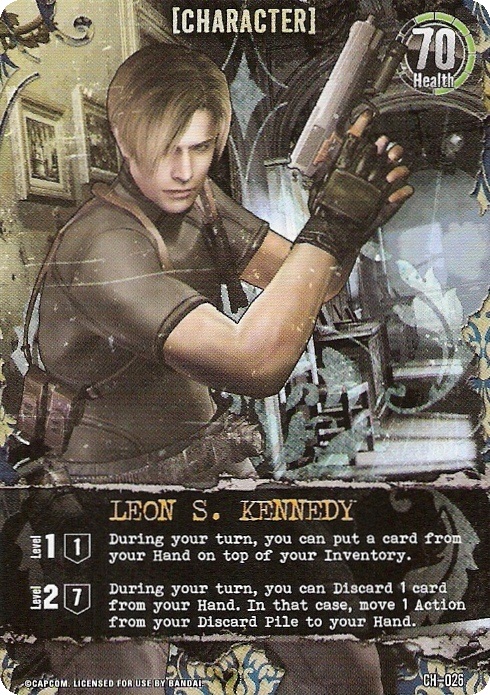 [CHARACTER]
70
Health
LEON S. KENNEDY
Level 1 1 During your turn, you can put a card from
your Hand on top of your Inventory.
Level 2 7 During your turn, you can Discard 1 card
from your Hand. In that case, move 1 Action
from your Discard Pile to your Hand.
©CAPCOM. LICENSED FOR USE BY BANDAI.
CH-026